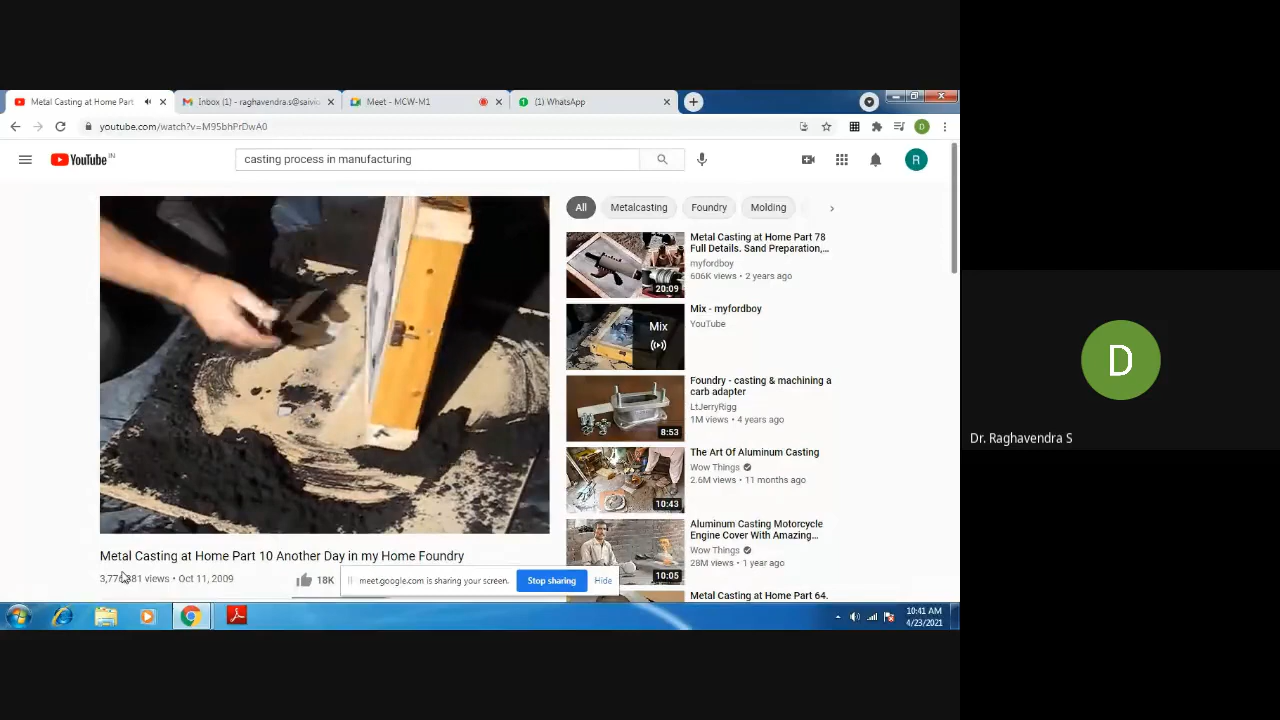 Metal Casting at Home Part
Inbox (1) - raghavendra.s@saivid
Meet - MCW-M1
(1) WhatsApp
youtube.com/watch?v=M95bhPrDwA0
D
YouTube IN
casting process in manufacturing
R
All
Metalcasting
Foundry
Molding
Metal Casting at Home Part 78
Full Details. Sand Preparation,...
myfordboy
606K views • 2 years ago
20:09
Mix - myfordboy
YouTube
Mix
Foundry - casting & machining a
carb adapter
LtJerryRigg
1M views • 4 years ago
8:53
The Art Of Aluminum Casting
Wow Things
2.6M views • 11 months ago
10:43
Aluminum Casting Motorcycle
Engine Cover With Amazing...
Wow Things
28M views • 1 year ago
10:05
Metal Casting at Home Part 64.
Metal Casting at Home Part 10 Another Day in my Home Foundry
views • Oct 11, 2009
18K
meet.google.com is sharing your screen.
Stop sharing
Hide
10:41 AM
4/23/2021
D
Dr. Raghavendra S